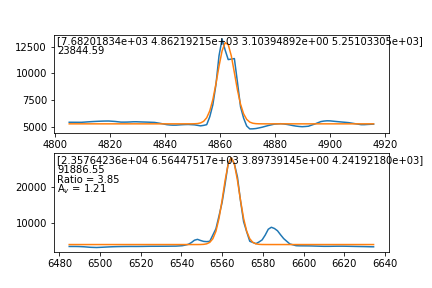 [7.68201834e+03 4.86219215e+03 3.10394892e+00 5.25103305e+03]
23844.59
12500
10000
7500
5000
4800 4820 4840 4860 4880 4900 4920
[2.35764236e+04 6.56447517e+03 3.89739145e+00 4.24192180e+03]
91886.55
Ratio = 3.85
Aν = 1.21
20000
10000
6480 6500 6520 6540 6560 6580 6600 6620 6640